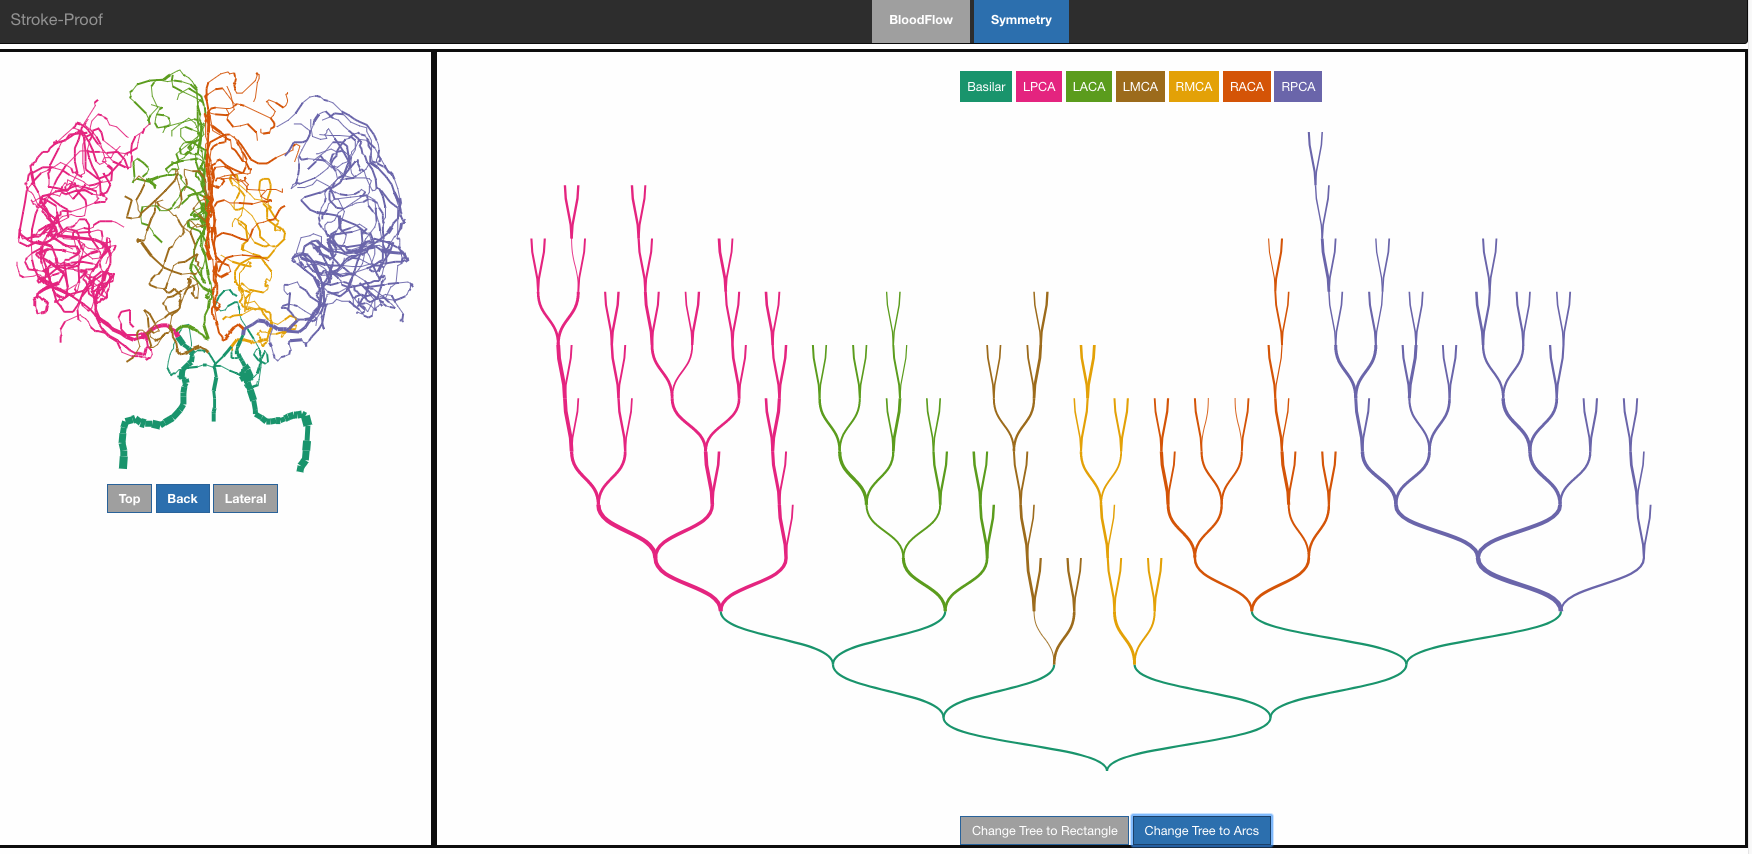 Stroke-Proof BloodFlow Symmetry
Basilar LPCA LACA LMCA RMCA RACA RPCA
Top Back Lateral
Change Tree to Rectangle Change Tree to Arcs